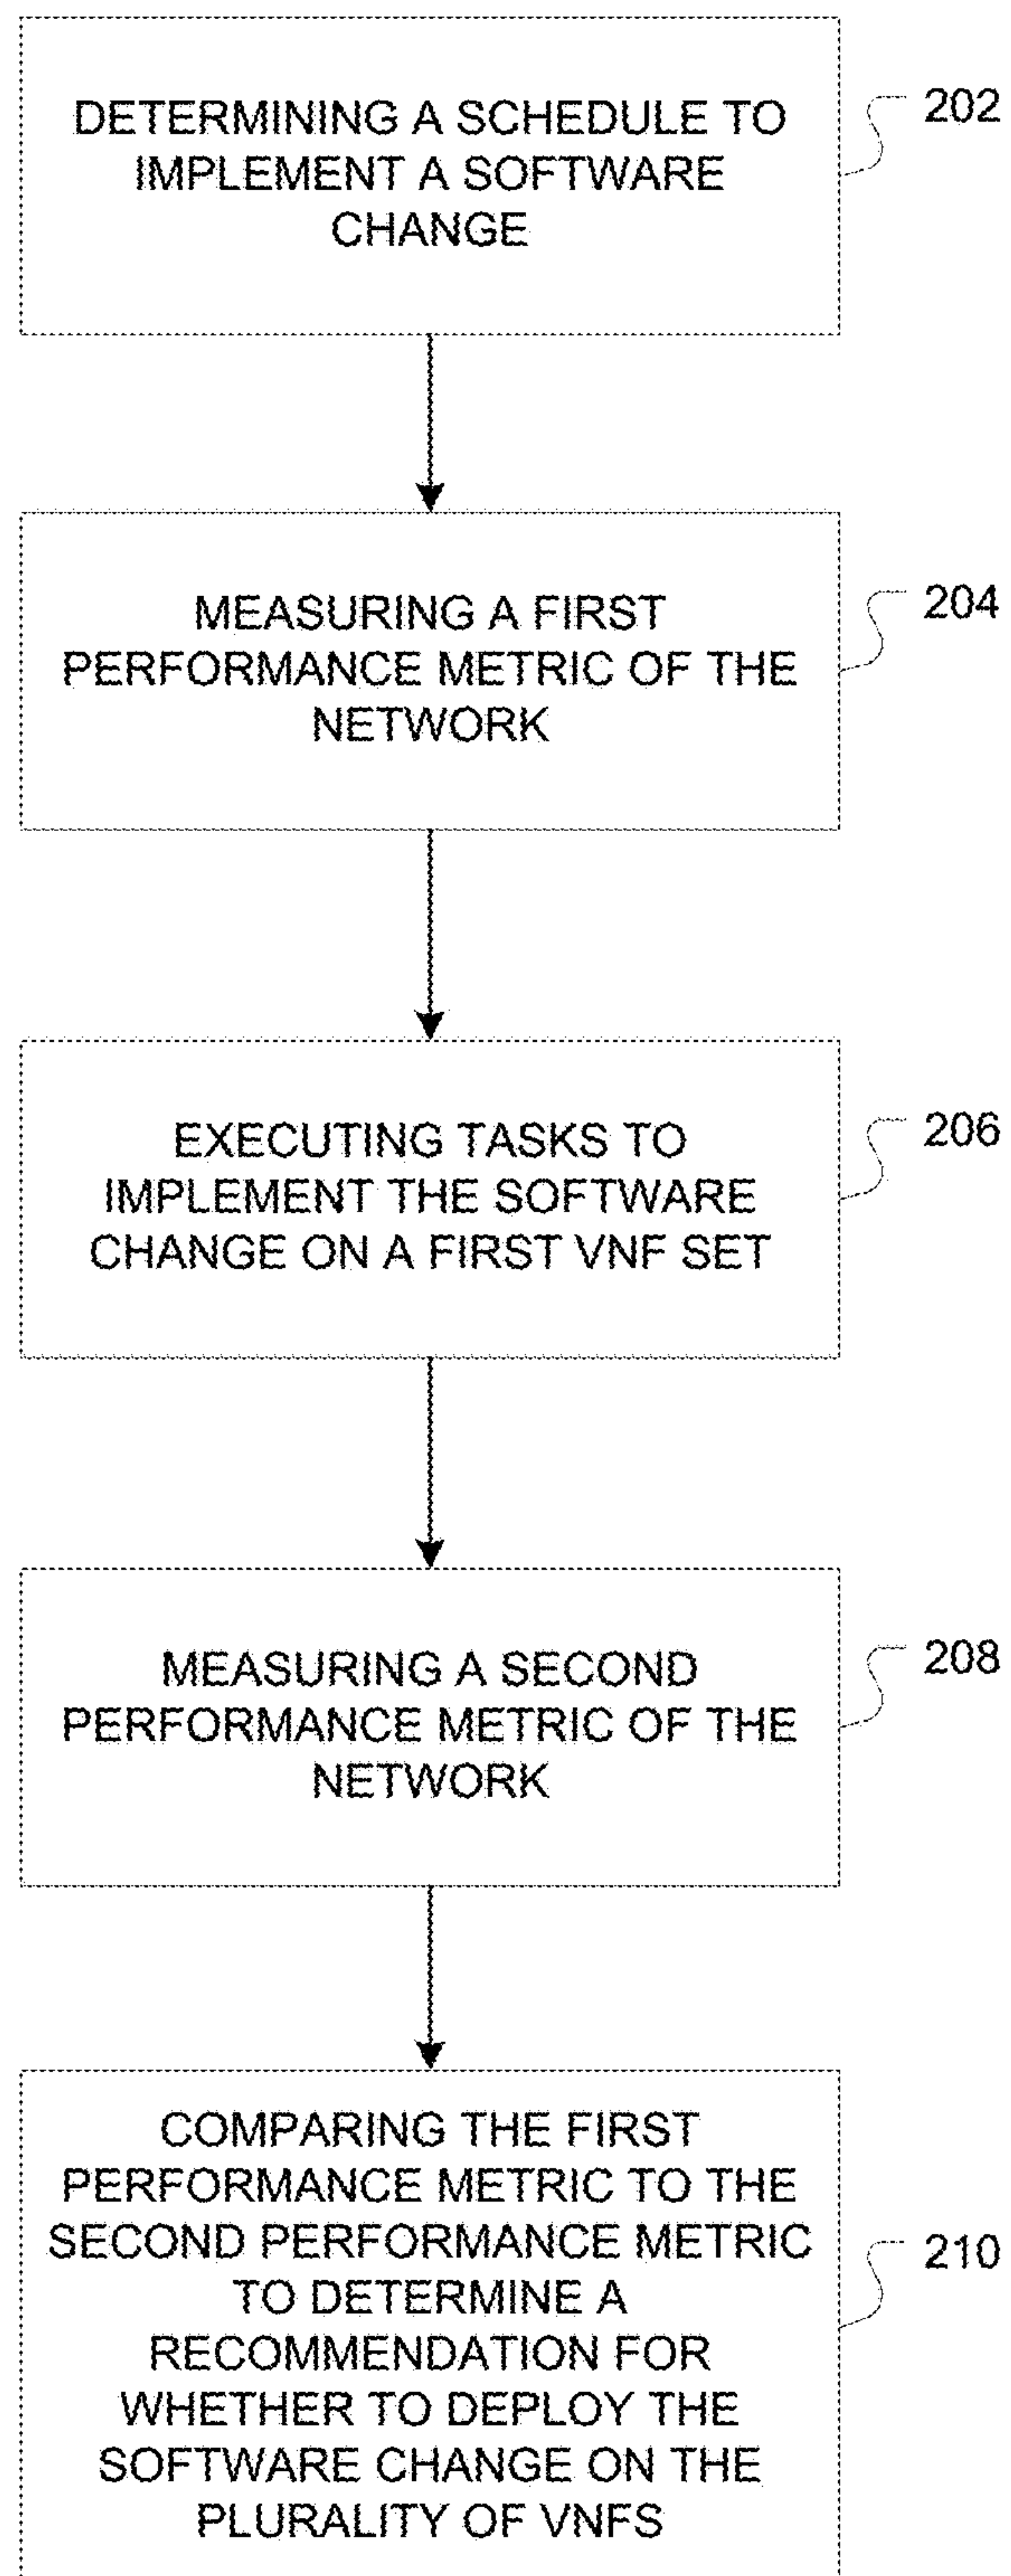 DETERMINING A SCHEDULE TO
IMPLEMENT A SOFTWARE
CHANGE
202
MEASURING A FIRST
PERFORMANCE METRIC OF THE
NETWORK
204
EXECUTING TASKS TO
IMPLEMENT THE SOFTWARE
CHANGE ON A FIRST VNF SET
206
MEASURING A SECOND
PERFORMANCE METRIC OF THE
NETWORK
208
COMPARING THE FIRST
PERFORMANCE METRIC TO THE
SECOND PERFORMANCE METRIC
TO DETERMINE A
RECOMMENDATION FOR
WHETHER TO DEPLOY THE
SOFTWARE CHANGE ON THE
PLURALITY OF VNFS
210